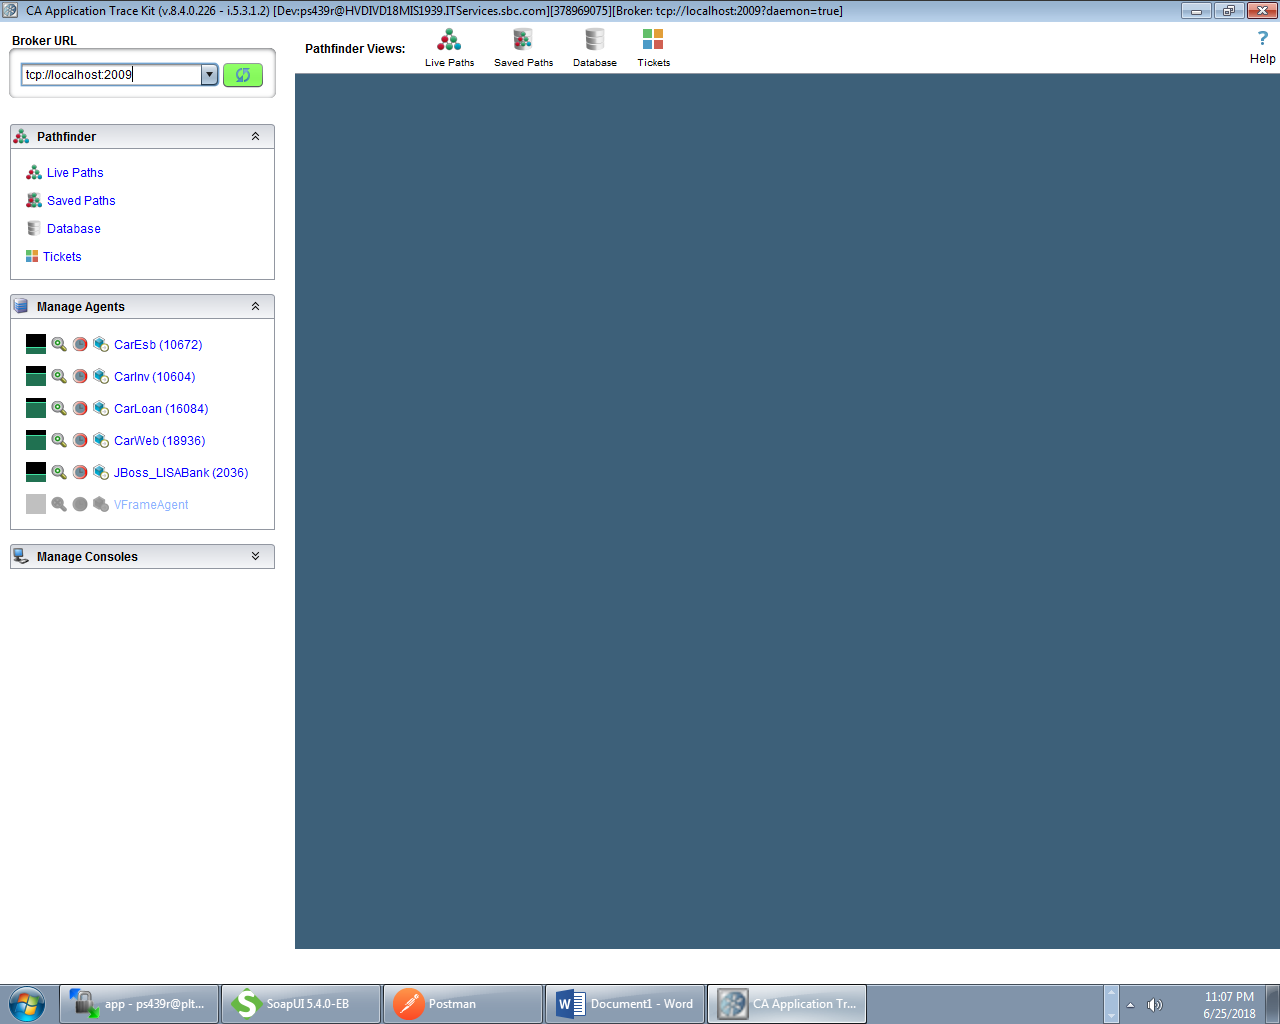 CA Application Trace Kit (v.8.4.0.226 - i.5.3.1.2) [Dev:ps439r@HVDIVD18MIS1939.ITServices.sbc.com][378969075][Broker: tcp://localhost:2009?daemon=true]
Broker URL
tcp://localhost:2009
Pathfinder Views:
Live Paths
Saved Paths
Database
Tickets
?
Help
Pathfinder
Live Paths
Saved Paths
Database
Tickets
Manage Agents
CarEsb (10672)
CarInv (10604)
CarLoan (16084)
CarWeb (18936)
JBoss_LISABank (2036)
VFrameAgent
Manage Consoles
app - ps439r@plt...
SoapUI 5.4.0-EB
Postman
Document1 - Word
CA Application Tr...
11:07 PM
6/25/2018